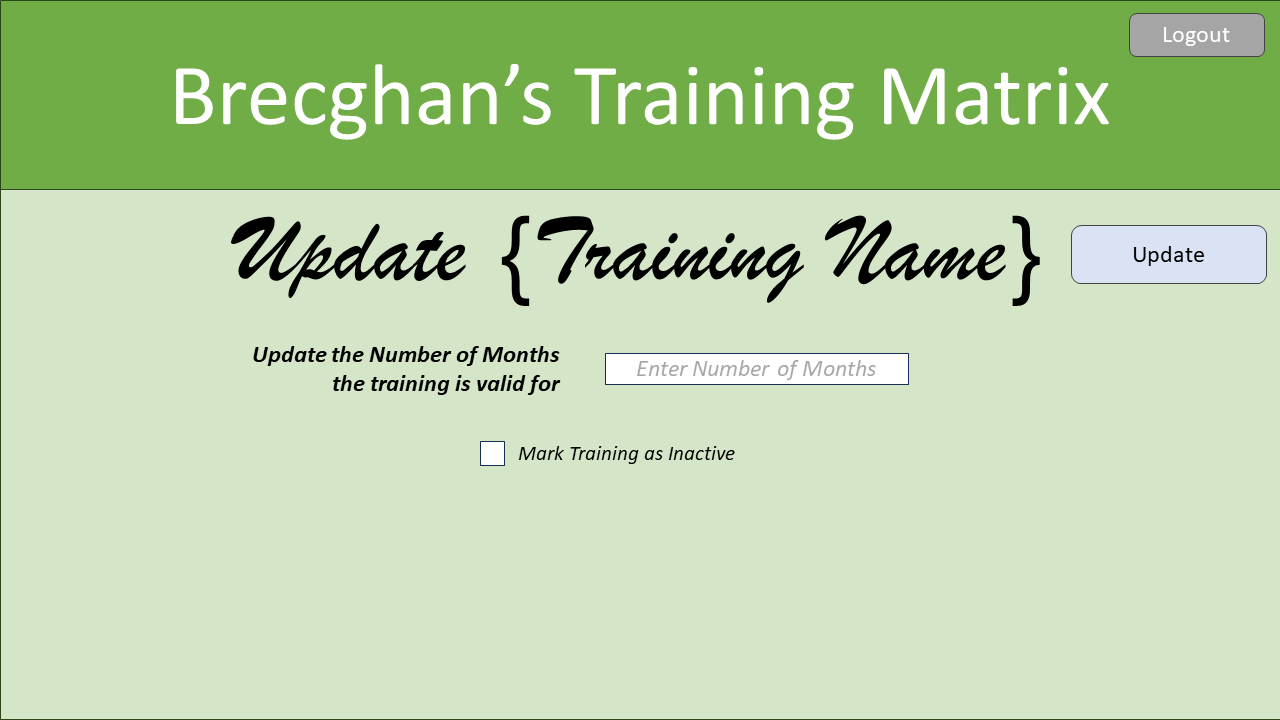 Logout
Brecghan’s Training Matrix
Update {Training Name}
Update
Update the Number of Months
the training is valid for
Enter Number of Months
Mark Training as Inactive